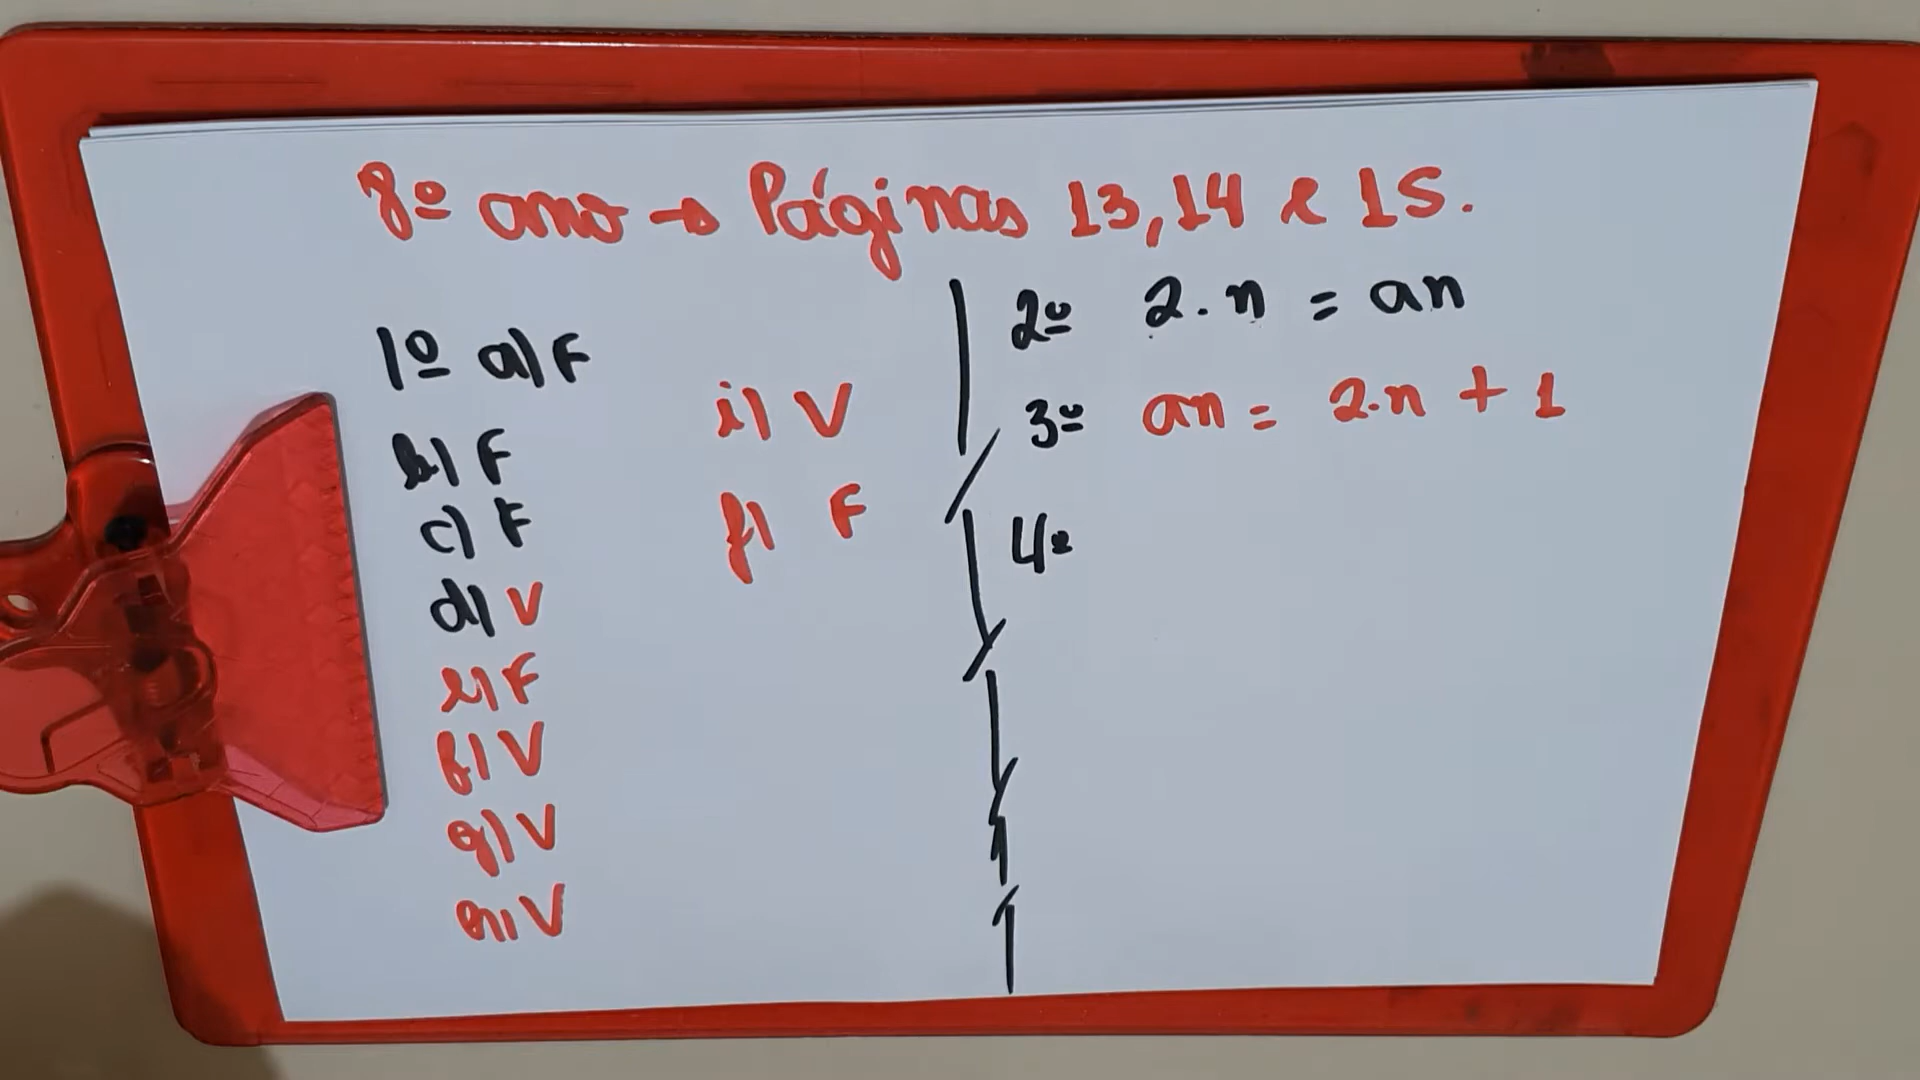 8º ano → Páginas 13, 14 e 15.
1º a) F
b) F
c) F
d) V
e) F
f) V
g) V
h) V
i) V
j) F
2º 2.n = an
3º an = 2.n + 1
4º